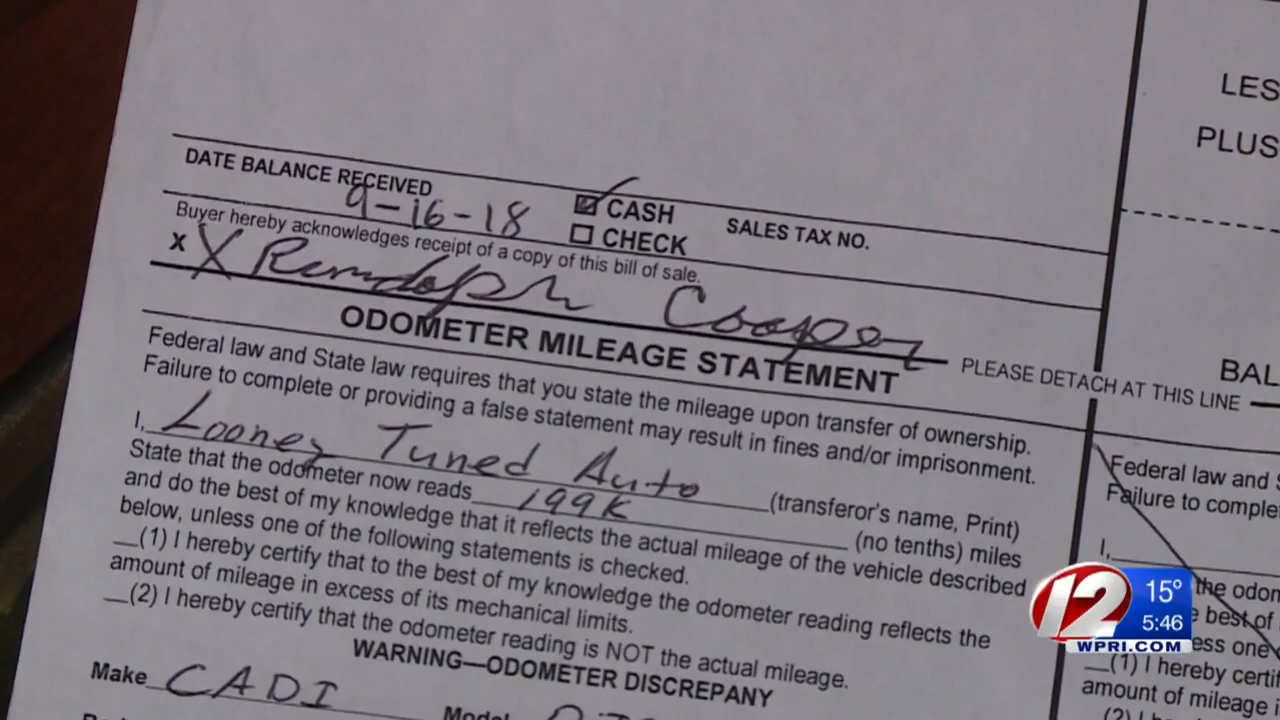 LES
PLUS
DATE BALANCE RECEIVED
9-16-18
CASH
CHECK
SALES TAX NO.
Buyer hereby acknowledges receipt of a copy of this bill of sale.
X X Randolph Cooper
PLEASE DETACH AT THIS LINE
BAL
ODOMETER MILEAGE STATEMENT
Federal law and State law requires that you state the mileage upon transfer of ownership.
Failure to complete or providing a false statement may result in fines and/or imprisonment.
I, Looney Tuned Auto (transferor's name, Print)
State that the odometer now reads 199K (no tenths) miles
and do the best of my knowledge that it reflects the actual mileage of the vehicle described
below, unless one of the following statements is checked.
__(1) I hereby certify that to the best of my knowledge the odometer reading reflects the
amount of mileage in excess of its mechanical limits.
__(2) I hereby certify that the odometer reading is NOT the actual mileage.
WARNING—ODOMETER DISCREPANY
Make CADI Model
Federal law and S
Failure to comple
I,
the odon
e best of
ess one
__(1) I hereby certif
amount of mileage i
(2) I h
12
15°
5:46
WPRI.COM